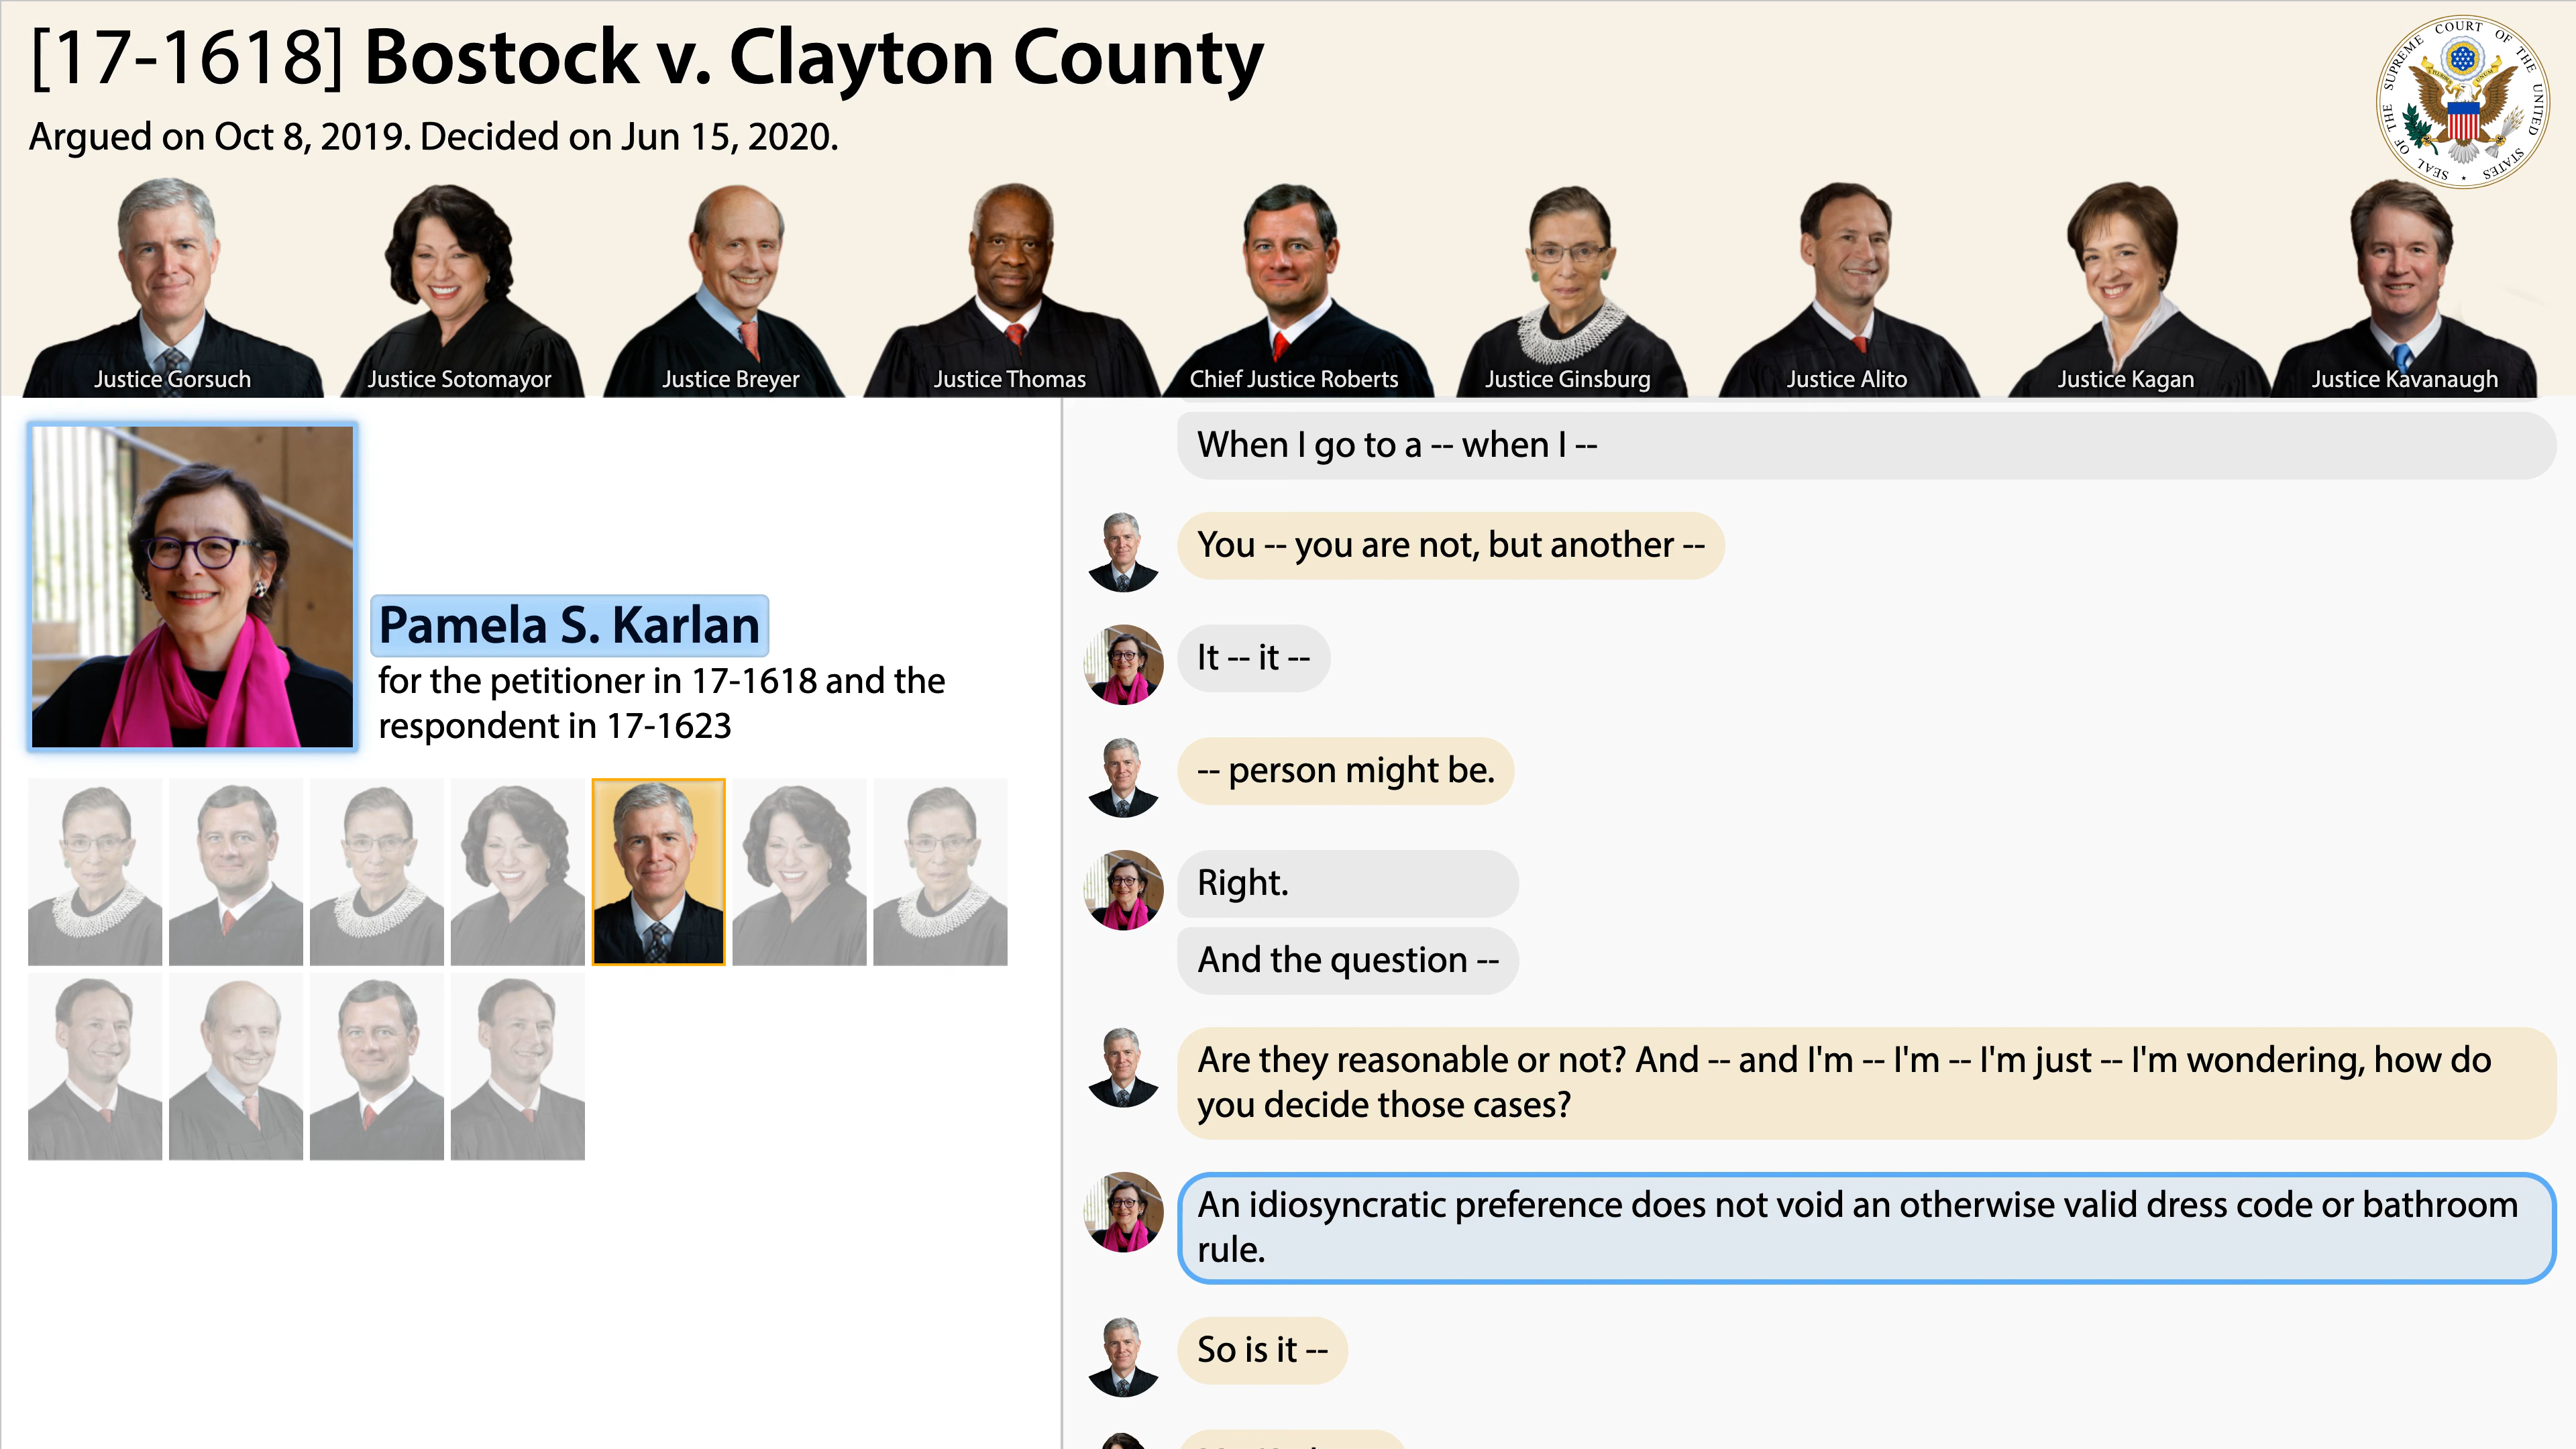 [17-1618] Bostock v. Clayton County
Argued on Oct 8, 2019. Decided on Jun 15, 2020.
SEAL OF THE SUPREME COURT OF THE UNITED STATES
Justice Gorsuch
Justice Sotomayor
Justice Breyer
Justice Thomas
Chief Justice Roberts
Justice Ginsburg
Justice Alito
Justice Kagan
Justice Kavanaugh
Pamela S. Karlan
for the petitioner in 17-1618 and the
respondent in 17-1623
When I go to a -- when I --
You -- you are not, but another --
It -- it --
-- person might be.
Right.
And the question --
Are they reasonable or not? And -- and I'm -- I'm -- I'm just -- I'm wondering, how do
you decide those cases?
An idiosyncratic preference does not void an otherwise valid dress code or bathroom
rule.
So is it --